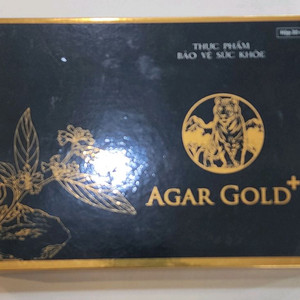 THỰC PHẨM
BẢO VỆ SỨC KHỎE
AGAR GOLD+